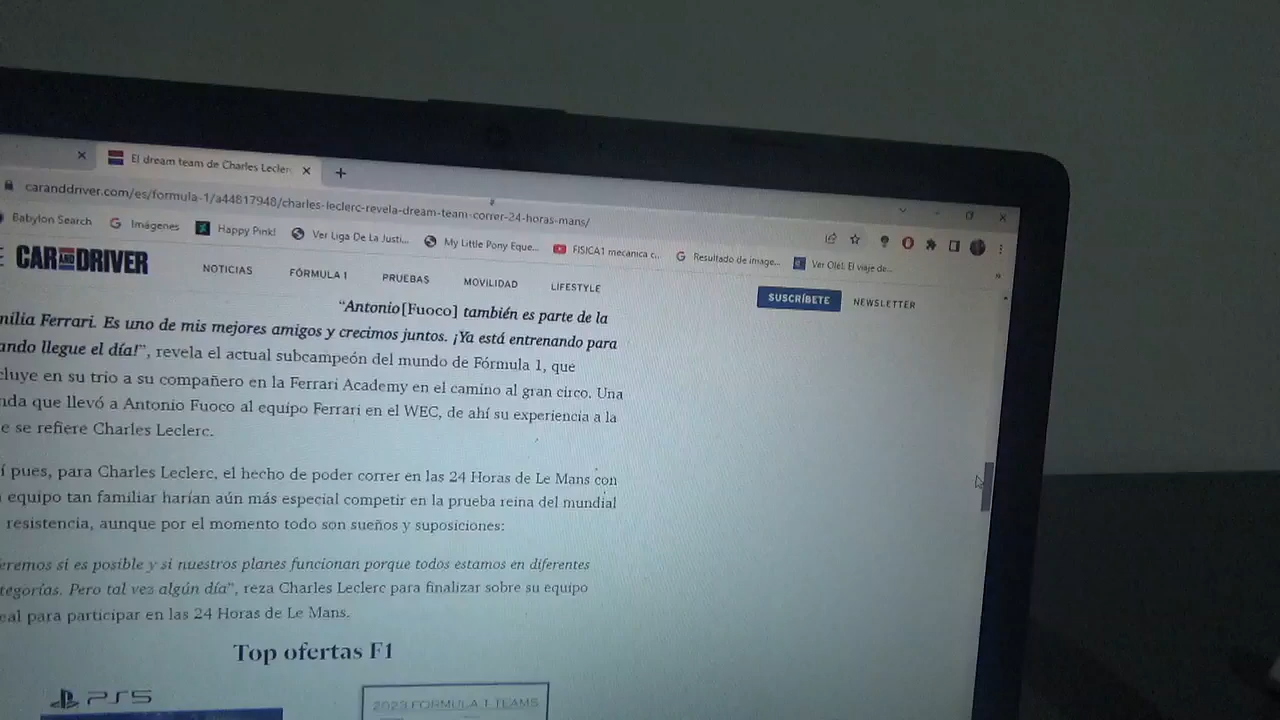 El dream team de Charles Lecler
caranddriver.com/es/formula-1/a44817948/charles-leclerc-revela-dream-team-correr-24-horas-mans/
Babylon Search Imágenes Happy Pink! Ver Liga De La Justi... My Little Pony Eque... FISICA1 mecanica c... Resultado de image... Ver Olé!. El viaje de...
CAR AND DRIVER NOTICIAS FÓRMULA 1 PRUEBAS MOVILIDAD LIFESTYLE SUSCRÍBETE NEWSLETTER
“Antonio[Fuoco] también es parte de la
milia Ferrari. Es uno de mis mejores amigos y crecimos juntos. ¡Ya está entrenando para
ando llegue el día!”, revela el actual subcampeón del mundo de Fórmula 1, que
cluye en su trio a su compañero en la Ferrari Academy en el camino al gran circo. Una
nda que llevó a Antonio Fuoco al equipo Ferrari en el WEC, de ahí su experiencia a la
e se refiere Charles Leclerc.
í pues, para Charles Leclerc, el hecho de poder correr en las 24 Horas de Le Mans con
equipo tan familiar harían aún más especial competir en la prueba reina del mundial
resistencia, aunque por el momento todo son sueños y suposiciones:
eremos si es posible y si nuestros planes funcionan porque todos estamos en diferentes
tegorías. Pero tal vez algún día”, reza Charles Leclerc para finalizar sobre su equipo
eal para participar en las 24 Horas de Le Mans.
Top ofertas F1
PS5
2023 FORMULA 1 TEAMS